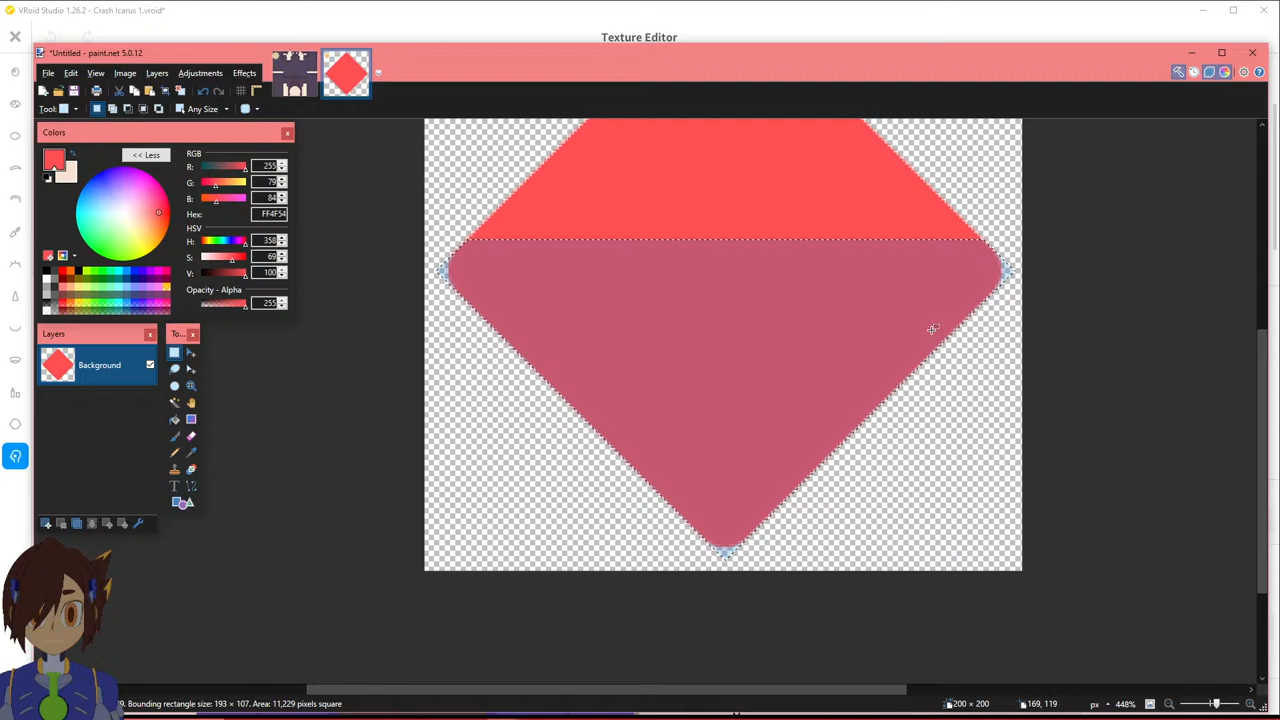 VRoid Studio 1.26.2 - Crash Icarus 1.vroid*
Texture Editor
*Untitled - paint.net 5.0.12
File Edit View Image Layers Adjustments Effects
Tool: Any Size
Colors
<< Less
RGB
R: 255
G: 79
B: 84
Hex: FF4F54
HSV
H: 358
S: 69
V: 100
Opacity - Alpha
255
Layers
To...
Background
Bounding rectangle size: 193 × 107. Area: 11,229 pixels square
200 × 200
169, 119
px
448%